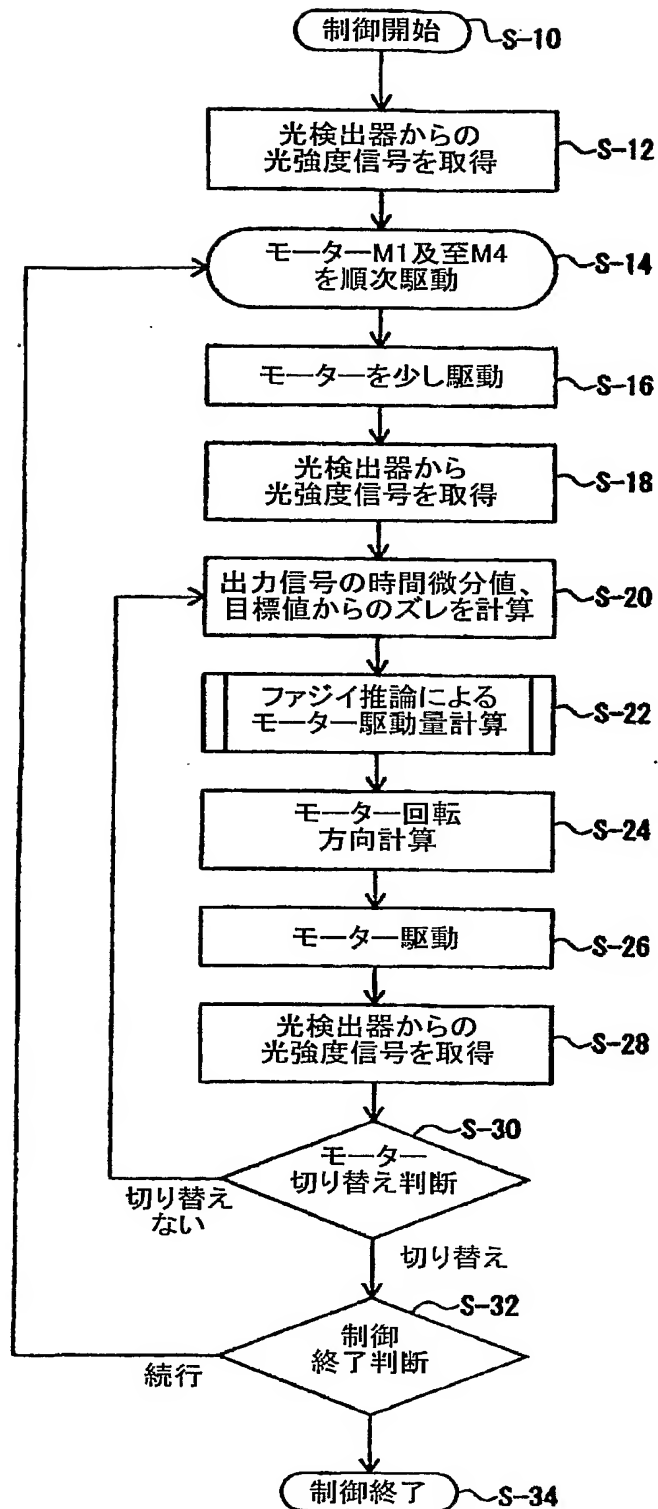 制御開始
S-10
光検出器からの
光強度信号を取得
S-12
モーターM1及至M4
を順次駆動
S-14
モーターを少し駆動
S-16
光検出器から
光強度信号を取得
S-18
出力信号の時間微分値、
目標値からのズレを計算
S-20
ファジイ推論による
モーター駆動量計算
S-22
モーター回転
方向計算
S-24
モーター駆動
S-26
光検出器からの
光強度信号を取得
S-28
S-30
モーター
切り替え判断
切り替え
ない
切り替え
S-32
制御
終了判断
続行
制御終了
S-34